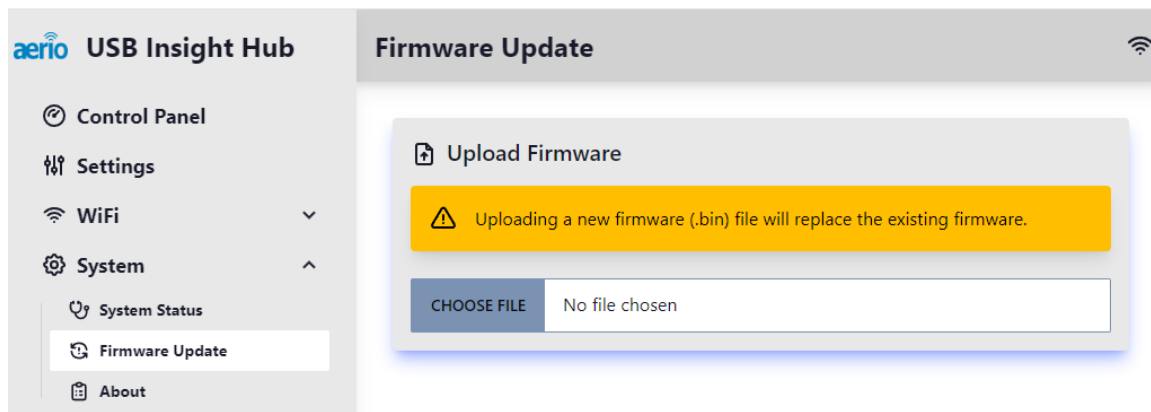 aerio USB Insight Hub
Control Panel
Settings
WiFi
System
System Status
Firmware Update
About
Firmware Update
Upload Firmware
Uploading a new firmware (.bin) file will replace the existing firmware.
CHOOSE FILE No file chosen